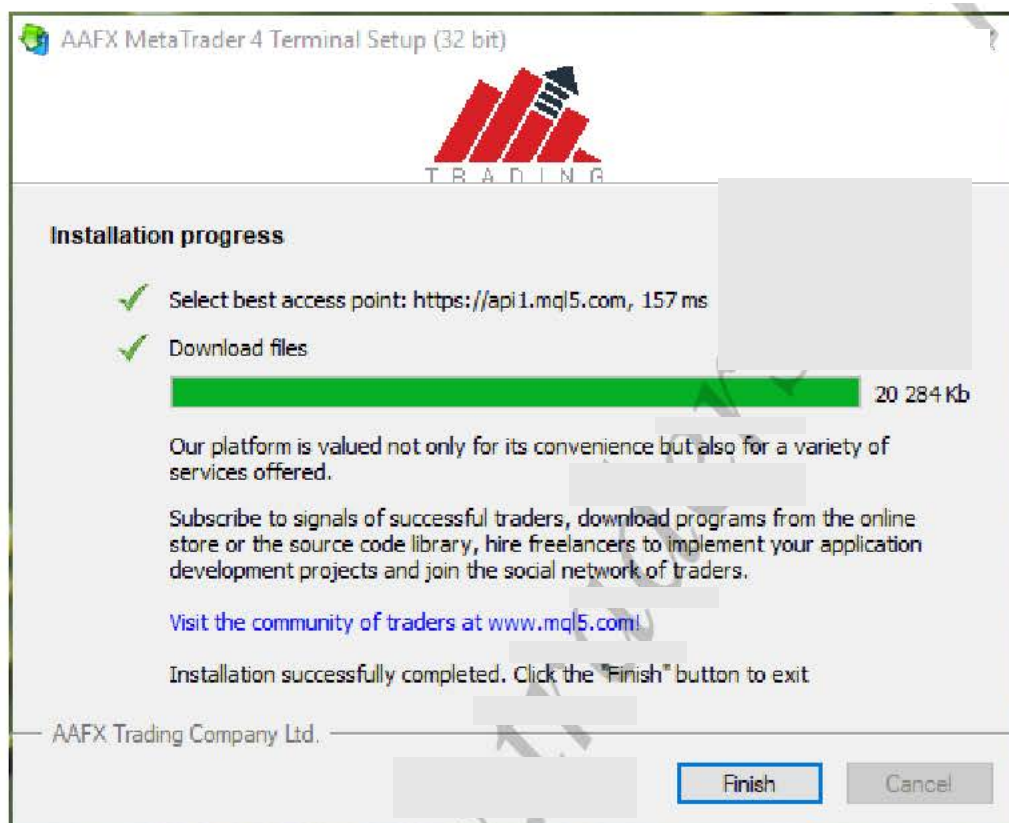 AAFX MetaTrader 4 Terminal Setup (32 bit)
TRADING
Installation progress
Select best access point: https://api1.mql5.com, 157 ms
Download files
20 284 Kb
Our platform is valued not only for its convenience but also for a variety of
services offered.
Subscribe to signals of successful traders, download programs from the online
store or the source code library, hire freelancers to implement your application
development projects and join the social network of traders.
Visit the community of traders at www.mql5.com!
Installation successfully completed. Click the "Finish" button to exit
AAFX Trading Company Ltd.
Finish
Cancel